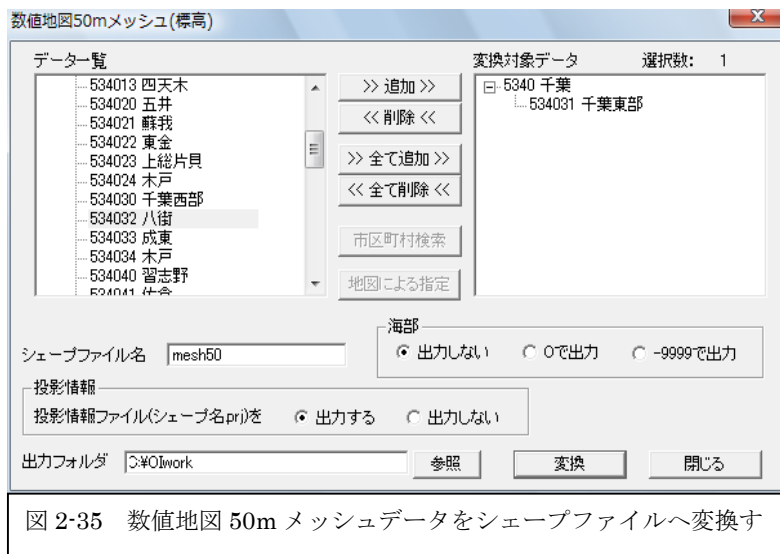 数値地図50mメッシュ(標高)
データ一覧
変換対象データ 選択数: 1
534013 四天木
534020 五井
534021 蘇我
534022 東金
534023 上総片貝
534024 木戸
534030 千葉西部
534032 八街
534033 成東
534034 木戸
534040 習志野
534041 佐倉
>> 追加 >>
<< 削除 <<
>> 全て追加 >>
<< 全て削除 <<
市区町村検索
地図による指定
5340 千葉
534031 千葉東部
シェープファイル名 mesh50
海部
出力しない 0で出力 -9999で出力
投影情報
投影情報ファイル(シェープ名prj)を 出力する 出力しない
出力フォルダ C:¥OIwork 参照 変換 閉じる
図 2-35 数値地図 50m メッシュデータをシェープファイルへ変換す